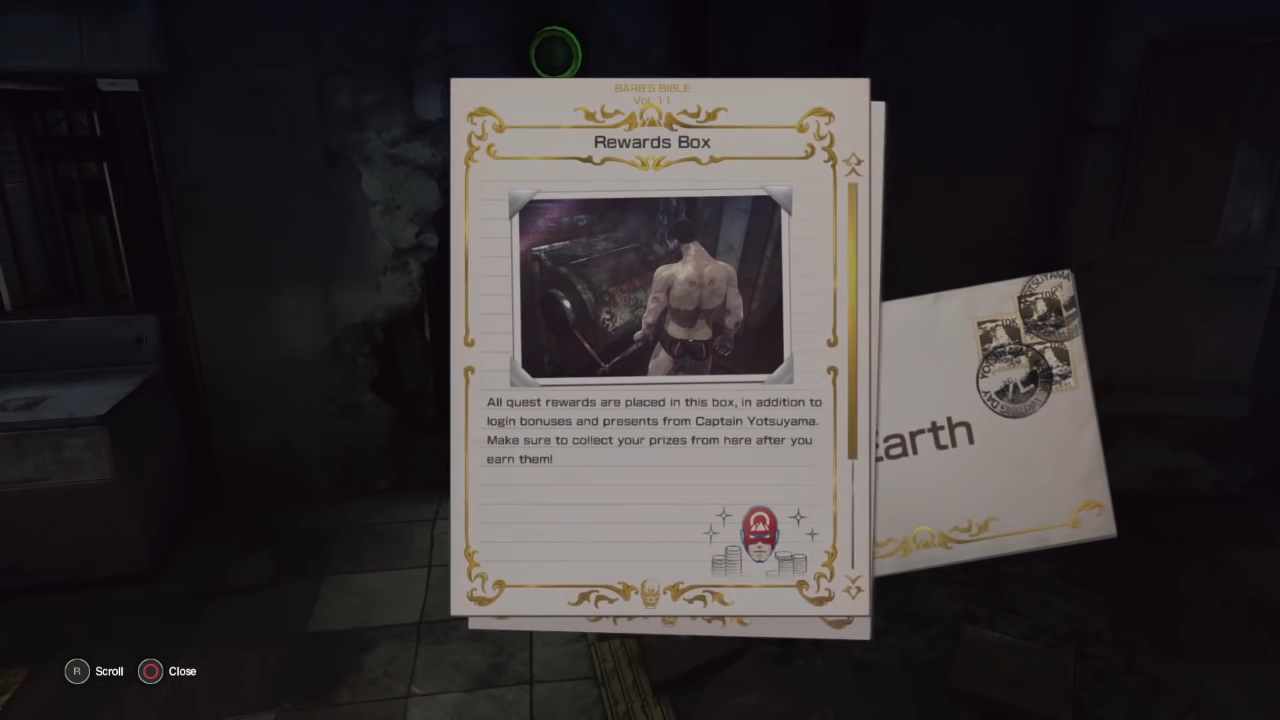 BARB'S BIBLE
Vol. 11
Rewards Box
All quest rewards are placed in this box, in addition to
login bonuses and presents from Captain Yotsuyama.
Make sure to collect your prizes from here after you
earn them!
Earth
R Scroll Close